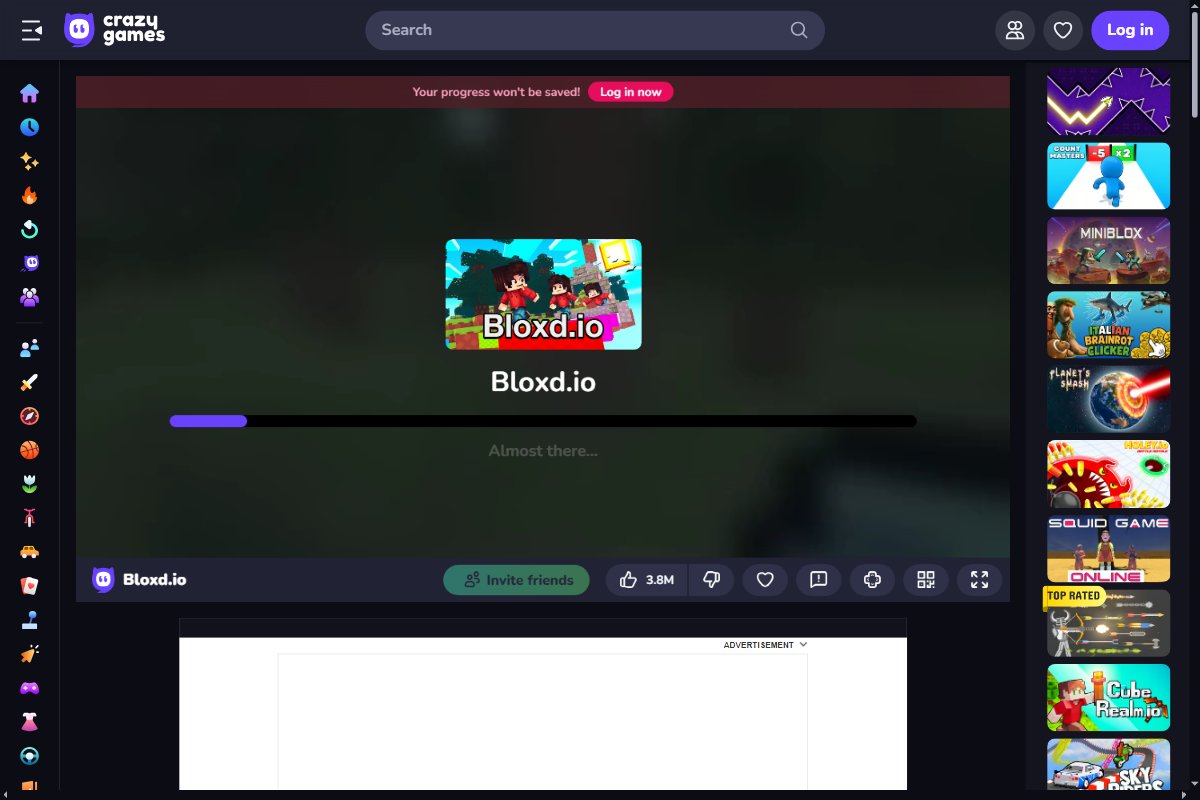 crazy
games
Search
Log in
Your progress won't be saved! Log in now
Bloxd.io
Bloxd.io
Almost there...
Bloxd.io
Invite friends
3.8M
ADVERTISEMENT
COUNT
MASTERS
-5
x2
MINIBLOX
ITALIAN
BRAINROT
CLICKER
PLANET'S
SMASH
HOLEY.IO
SQUID GAME
ONLINE
TOP RATED
Cube
Realm.io
SKY
RIDERS